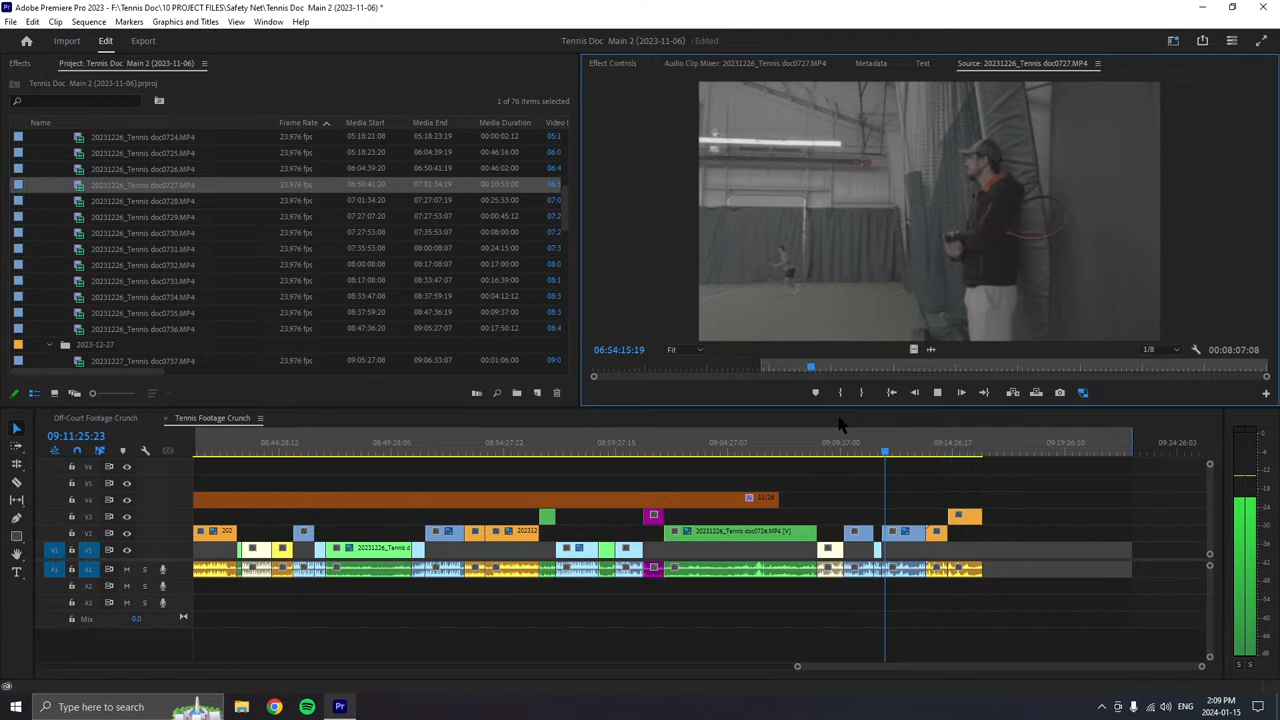 Adobe Premiere Pro 2023 - F:\Tennis Doc\10 PROJECT FILES\Safety Net\Tennis Doc Main 2 (2023-11-06) *
File Edit Clip Sequence Markers Graphics and Titles View Window Help
Import Edit Export
Tennis Doc Main 2 (2023-11-06) - Edited
Effects Project: Tennis Doc Main 2 (2023-11-06)
Effect Controls Audio Clip Mixer: 20231226_Tennis doc0727.MP4 Metadata Text Source: 20231226_Tennis doc0727.MP4
Tennis Doc Main 2 (2023-11-06).prproj
1 of 76 items selected
Name Frame Rate Media Start Media End Media Duration Video I
20231226_Tennis doc0724.MP4 23.976 fps 05:18:21:08 05:18:23:19 00:00:02:12 05:1
20231226_Tennis doc0725.MP4 23.976 fps 05:18:23:20 06:04:39:19 00:46:16:00 06:0
20231226_Tennis doc0726.MP4 23.976 fps 06:04:39:20 06:50:41:19 00:46:02:00 06:4
20231226_Tennis doc0727.MP4 23.976 fps 06:50:41:20 07:01:34:19 00:10:53:00 06:5
20231226_Tennis doc0728.MP4 23.976 fps 07:01:34:20 07:27:07:19 00:25:33:00 07:0
20231226_Tennis doc0729.MP4 23.976 fps 07:27:07:20 07:27:53:07 00:00:45:12 07:2
20231226_Tennis doc0730.MP4 23.976 fps 07:27:53:08 07:35:53:07 00:08:00:00 07:2
20231226_Tennis doc0731.MP4 23.976 fps 07:35:53:08 08:00:08:07 00:24:15:00 07:3
20231226_Tennis doc0732.MP4 23.976 fps 08:00:08:08 08:17:08:07 00:17:00:00 08:0
20231226_Tennis doc0733.MP4 23.976 fps 08:17:08:08 08:33:47:07 00:16:39:00 08:1
20231226_Tennis doc0734.MP4 23.976 fps 08:33:47:08 08:37:59:19 00:04:12:12 08:3
20231226_Tennis doc0735.MP4 23.976 fps 08:37:59:20 08:47:36:19 00:09:37:00 08:3
20231226_Tennis doc0736.MP4 23.976 fps 08:47:36:20 09:05:27:07 00:17:50:12 08:4
2023-12-27
20231227_Tennis doc0737.MP4 23.976 fps 09:05:27:08 09:06:33:07 00:01:06:00 09:0
06:54:15:19 Fit 1/8 00:08:07:08
Off-Court Footage Crunch × Tennis Footage Crunch
09:11:25:23
08:44:28:12 08:49:28:05 08:54:27:22 08:59:27:15 09:04:27:07 09:09:27:00 09:14:26:17 09:19:26:10 09:24:26:03
V6
V5
V4 11/26
V3
V2 202 202312 20231226_Tennis doc0726.MP4 [V]
V1 V1 20231226_Tennis d
A1 A1 M S
A2 M S
A3 M S
Mix 0.0
0
-6
-12
-18
-24
-30
-36
-42
-48
-54
dB
S S
Type here to search
Pr
ENG
2:09 PM
2024-01-15